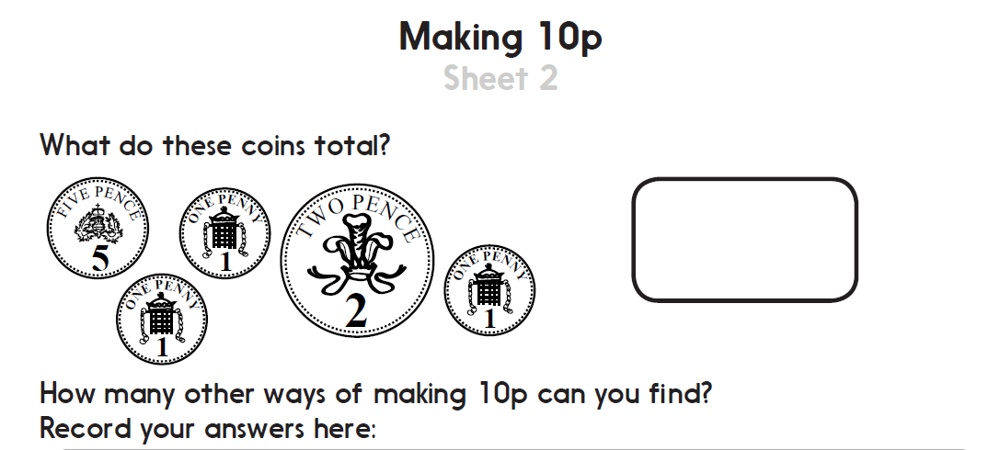 Making 10p
Sheet 2
What do these coins total?
FIVE PENCE
5
ONE PENNY
1
TWO PENCE
2
ONE PENNY
1
ONE PENNY
1
How many other ways of making 10p can you find?
Record your answers here: